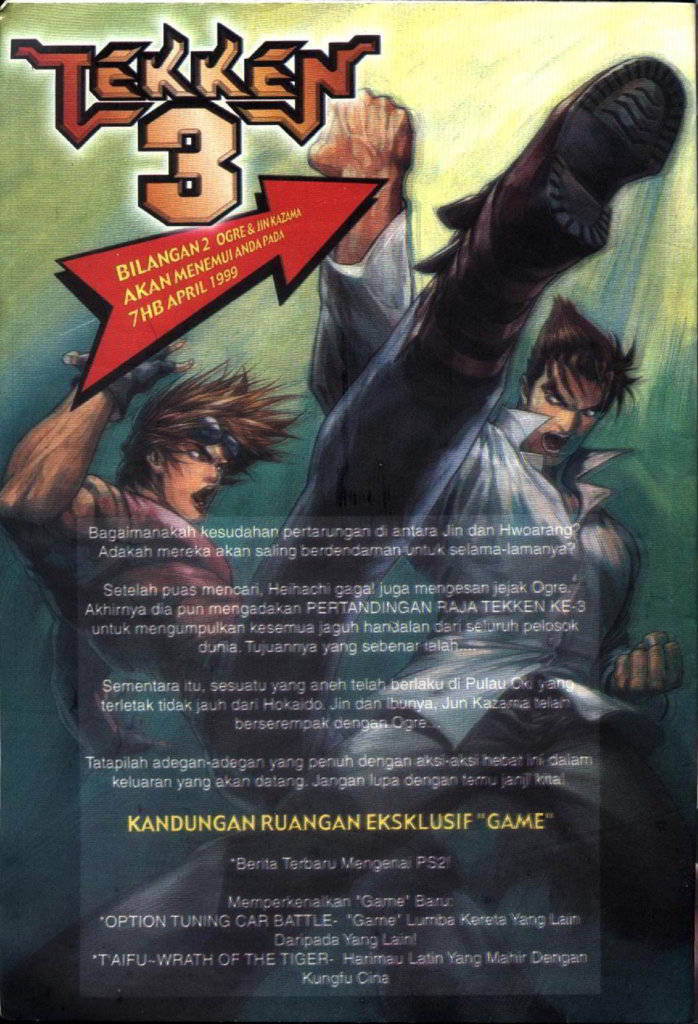 TEKKEN
3
BILANGAN 2 OGRE & JIN KAZAMA
AKAN MENEMUI ANDA PADA
7HB APRIL 1999
Bagaimanakah kesudahan pertarungan di antara Jin dan Hwoarang?
Adakah mereka akan saling berdendaman untuk selama-lamanya?
Setelah puas mencari, Heihachi gagal juga mengesan jejak Ogre.
Akhirnya dia pun mengadakan PERTANDINGAN RAJA TEKKEN KE-3
untuk mengumpulkan kesemua jaguh handalan dari seluruh pelosok
dunia. Tujuannya yang sebenar ialah....
Sementara itu, sesuatu yang aneh telah berlaku di Pulau Oki yang
terletak tidak jauh dari Hokaido. Jin dan ibunya, Jun Kazama telah
berserempak dengan Ogre...
Tatapilah adegan-adegan yang penuh dengan aksi-aksi hebat ini dalam
keluaran yang akan datang. Jangan lupa dengan temu janji kita!
KANDUNGAN RUANGAN EKSKLUSIF "GAME"
*Berita Terbaru Mengenai PS2!
Memperkenalkan "Game" Baru:
*OPTION TUNING CAR BATTLE- "Game" Lumba Kereta Yang Lain
Daripada Yang Lain!
*T'AIFU~WRATH OF THE TIGER- Harimau Latin Yang Mahir Dengan
Kungfu Cina